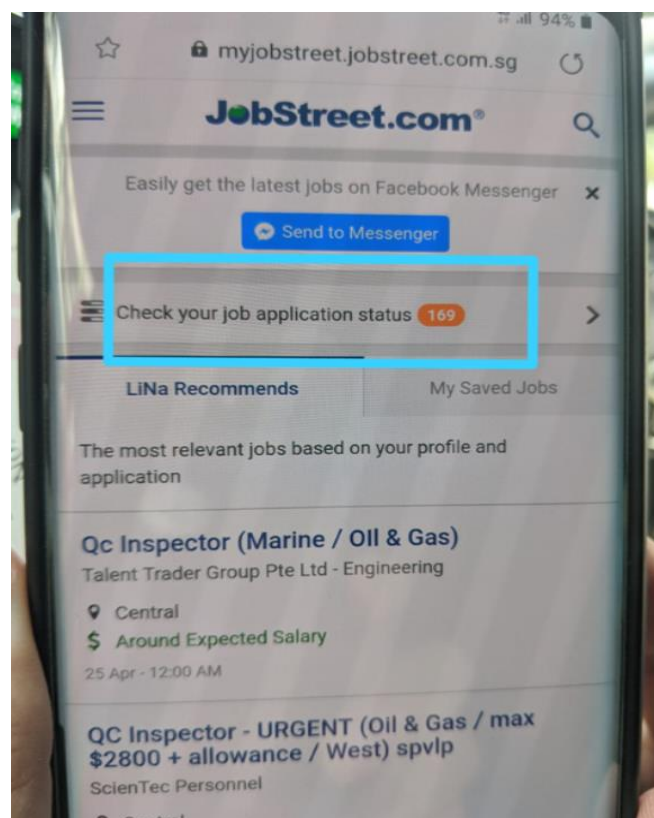 94%
myjobstreet.jobstreet.com.sg
JobStreet.com®
Easily get the latest jobs on Facebook Messenger ×
Send to Messenger
Check your job application status 169
LiNa Recommends My Saved Jobs
The most relevant jobs based on your profile and
application
Qc Inspector (Marine / OIl & Gas)
Talent Trader Group Pte Ltd - Engineering
Central
$ Around Expected Salary
25 Apr - 12:00 AM
QC Inspector - URGENT (Oil & Gas / max
$2800 + allowance / West) spvlp
ScienTec Personnel